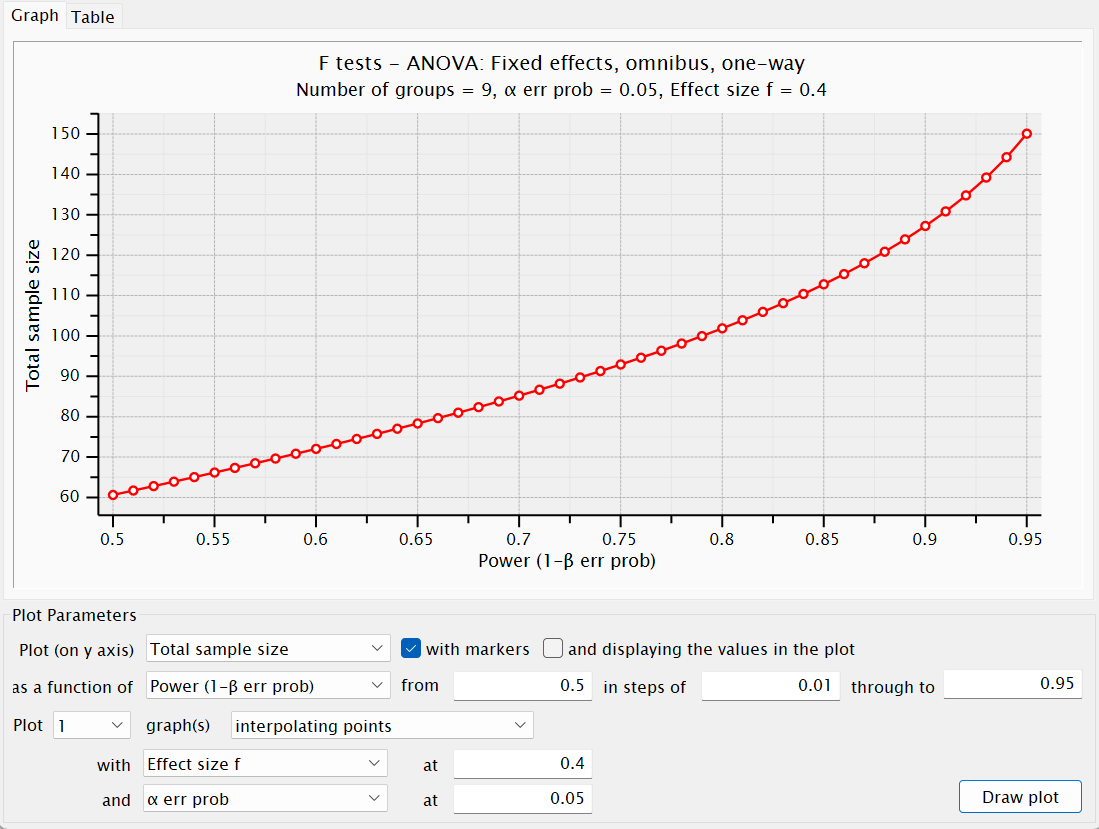 Graph Table
F tests - ANOVA: Fixed effects, omnibus, one-way
Number of groups = 9, α err prob = 0.05, Effect size f = 0.4
150
140
130
120
110
100
90
80
70
60
Total sample size
0.5 0.55 0.6 0.65 0.7 0.75 0.8 0.85 0.9 0.95
Power (1-β err prob)
Plot Parameters
Plot (on y axis) Total sample size with markers and displaying the values in the plot
as a function of Power (1-β err prob) from 0.5 in steps of 0.01 through to 0.95
Plot 1 graph(s) interpolating points
with Effect size f at 0.4
and α err prob at 0.05
Draw plot